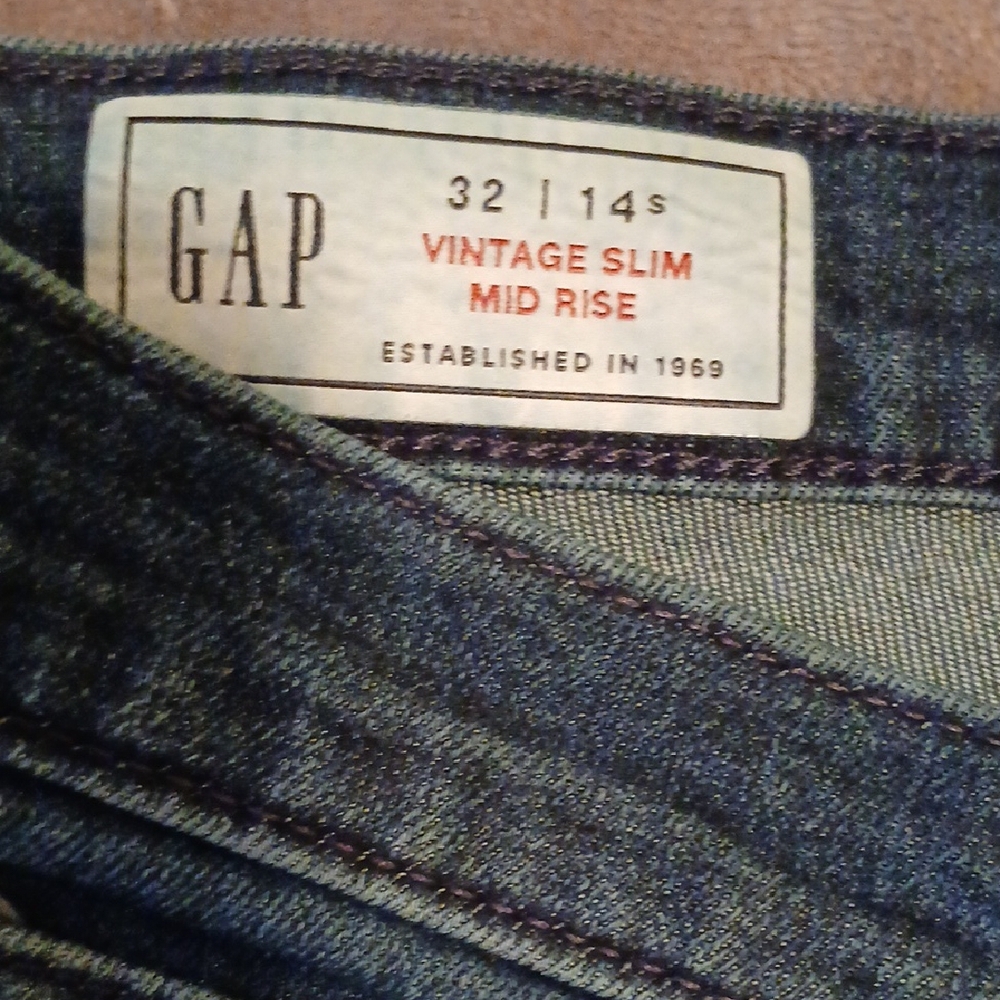 GAP
32 | 14s
VINTAGE SLIM
MID RISE
ESTABLISHED IN 1969